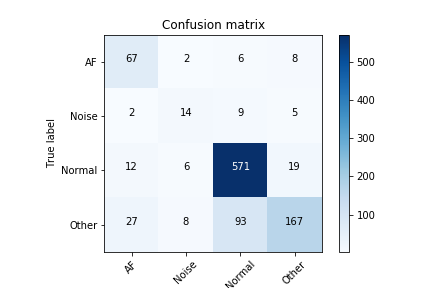 Confusion matrix
True label
AF 67 2 6 8
Noise 2 14 9 5
Normal 12 6 571 19
Other 27 8 93 167
AF Noise Normal Other
500
400
300
200
100